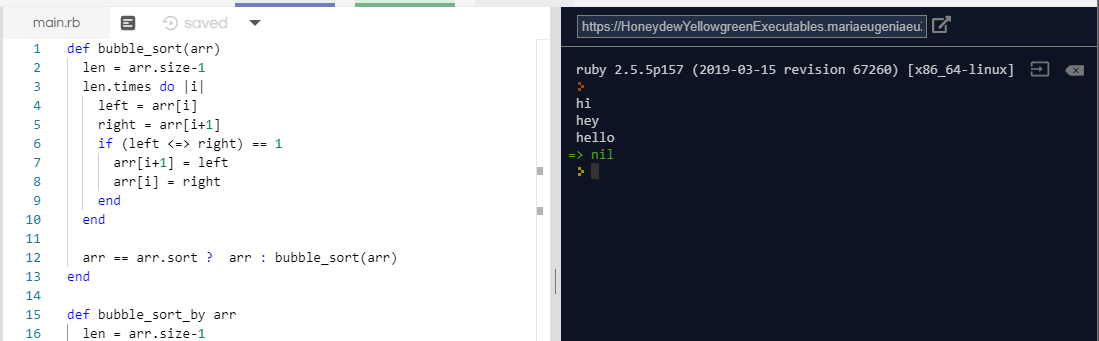 main.rb
saved
1 def bubble_sort(arr)
2 len = arr.size-1
3 len.times do |i|
4 left = arr[i]
5 right = arr[i+1]
6 if (left <=> right) == 1
7 arr[i+1] = left
8 arr[i] = right
9 end
10 end
11
12 arr == arr.sort ?  arr : bubble_sort(arr)
13 end
14
15 def bubble_sort_by arr
16 len = arr.size-1
https://HoneydewYellowgreenExecutables.mariaeugeniaeu
ruby 2.5.5p157 (2019-03-15 revision 67260) [x86_64-linux]
hi
hey
hello
=> nil